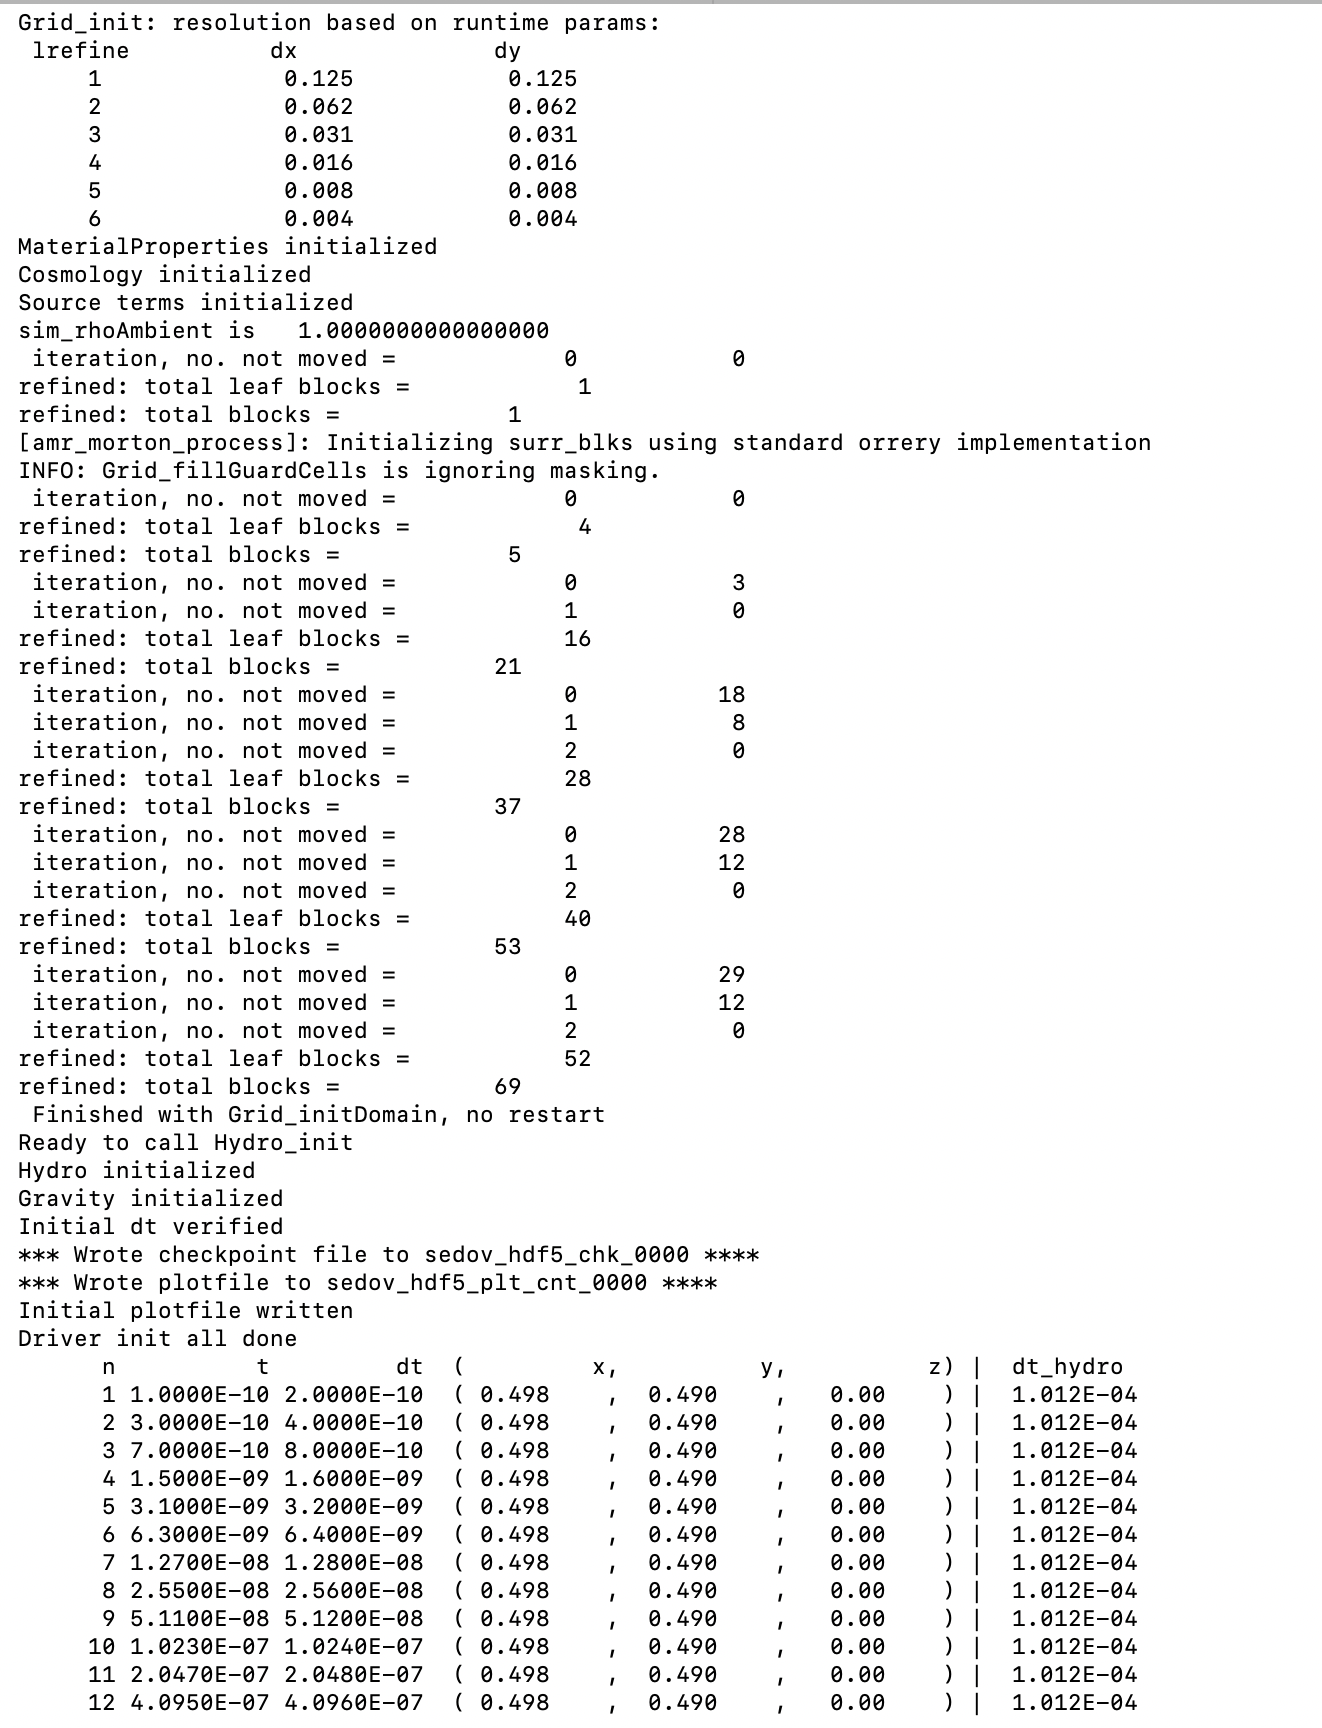 Grid_init: resolution based on runtime params:
 lrefine          dx              dy
     1             0.125           0.125
     2             0.062           0.062
     3             0.031           0.031
     4             0.016           0.016
     5             0.008           0.008
     6             0.004           0.004
MaterialProperties initialized
Cosmology initialized
Source terms initialized
sim_rhoAmbient is   1.0000000000000000
 iteration, no. not moved =            0           0
refined: total leaf blocks =            1
refined: total blocks =            1
[amr_morton_process]: Initializing surr_blks using standard orrery implementation
INFO: Grid_fillGuardCells is ignoring masking.
 iteration, no. not moved =            0           0
refined: total leaf blocks =            4
refined: total blocks =            5
 iteration, no. not moved =            0           3
 iteration, no. not moved =            1           0
refined: total leaf blocks =           16
refined: total blocks =           21
 iteration, no. not moved =            0          18
 iteration, no. not moved =            1           8
 iteration, no. not moved =            2           0
refined: total leaf blocks =           28
refined: total blocks =           37
 iteration, no. not moved =            0          28
 iteration, no. not moved =            1          12
 iteration, no. not moved =            2           0
refined: total leaf blocks =           40
refined: total blocks =           53
 iteration, no. not moved =            0          29
 iteration, no. not moved =            1          12
 iteration, no. not moved =            2           0
refined: total leaf blocks =           52
refined: total blocks =           69
 Finished with Grid_initDomain, no restart
Ready to call Hydro_init
Hydro initialized
Gravity initialized
Initial dt verified
*** Wrote checkpoint file to sedov_hdf5_chk_0000 ****
*** Wrote plotfile to sedov_hdf5_plt_cnt_0000 ****
Initial plotfile written
Driver init all done
      n          t         dt  (         x,          y,          z) |  dt_hydro
      1 1.0000E-10 2.0000E-10  ( 0.498    ,  0.490    ,   0.00    ) |  1.012E-04
      2 3.0000E-10 4.0000E-10  ( 0.498    ,  0.490    ,   0.00    ) |  1.012E-04
      3 7.0000E-10 8.0000E-10  ( 0.498    ,  0.490    ,   0.00    ) |  1.012E-04
      4 1.5000E-09 1.6000E-09  ( 0.498    ,  0.490    ,   0.00    ) |  1.012E-04
      5 3.1000E-09 3.2000E-09  ( 0.498    ,  0.490    ,   0.00    ) |  1.012E-04
      6 6.3000E-09 6.4000E-09  ( 0.498    ,  0.490    ,   0.00    ) |  1.012E-04
      7 1.2700E-08 1.2800E-08  ( 0.498    ,  0.490    ,   0.00    ) |  1.012E-04
      8 2.5500E-08 2.5600E-08  ( 0.498    ,  0.490    ,   0.00    ) |  1.012E-04
      9 5.1100E-08 5.1200E-08  ( 0.498    ,  0.490    ,   0.00    ) |  1.012E-04
     10 1.0230E-07 1.0240E-07  ( 0.498    ,  0.490    ,   0.00    ) |  1.012E-04
     11 2.0470E-07 2.0480E-07  ( 0.498    ,  0.490    ,   0.00    ) |  1.012E-04
     12 4.0950E-07 4.0960E-07  ( 0.498    ,  0.490    ,   0.00    ) |  1.012E-04